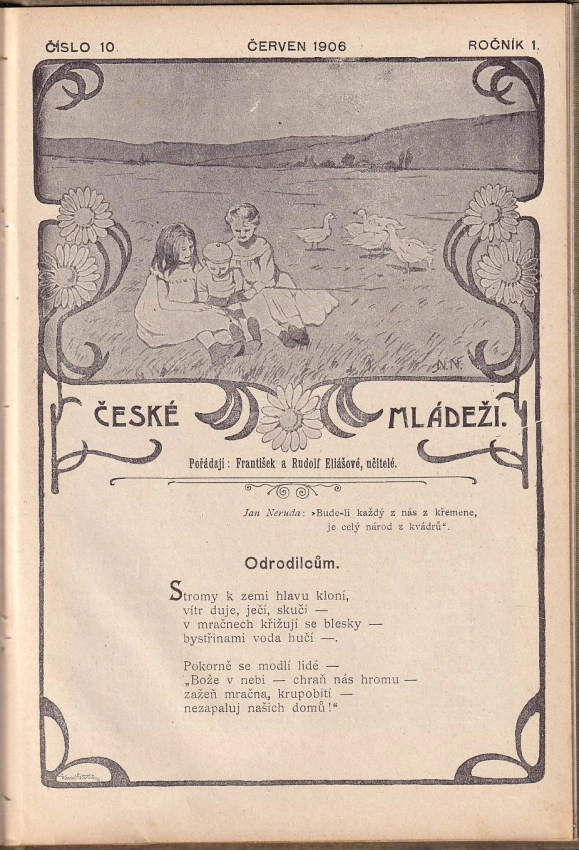 ČÍSLO 10.
ČERVEN 1906
ROČNÍK 1.
N.N.
ČESKÉ MLÁDEŽI.
Pořádají: František a Rudolf Eliášové, učitelé.
Jan Neruda: »Bude-li každý z nás z křemene,
je celý národ z kvádrů“.
Odrodilcům.
Stromy k zemi hlavu kloní,
vítr duje, ječí, skučí —
v mračnech křižují se blesky —
bystřinami voda hučí —.
Pokorně se modlí lidé —
„Bože v nebi — chraň nás hromu —
zažeň mračna, krupobití —
nezapaluj našich domů!“